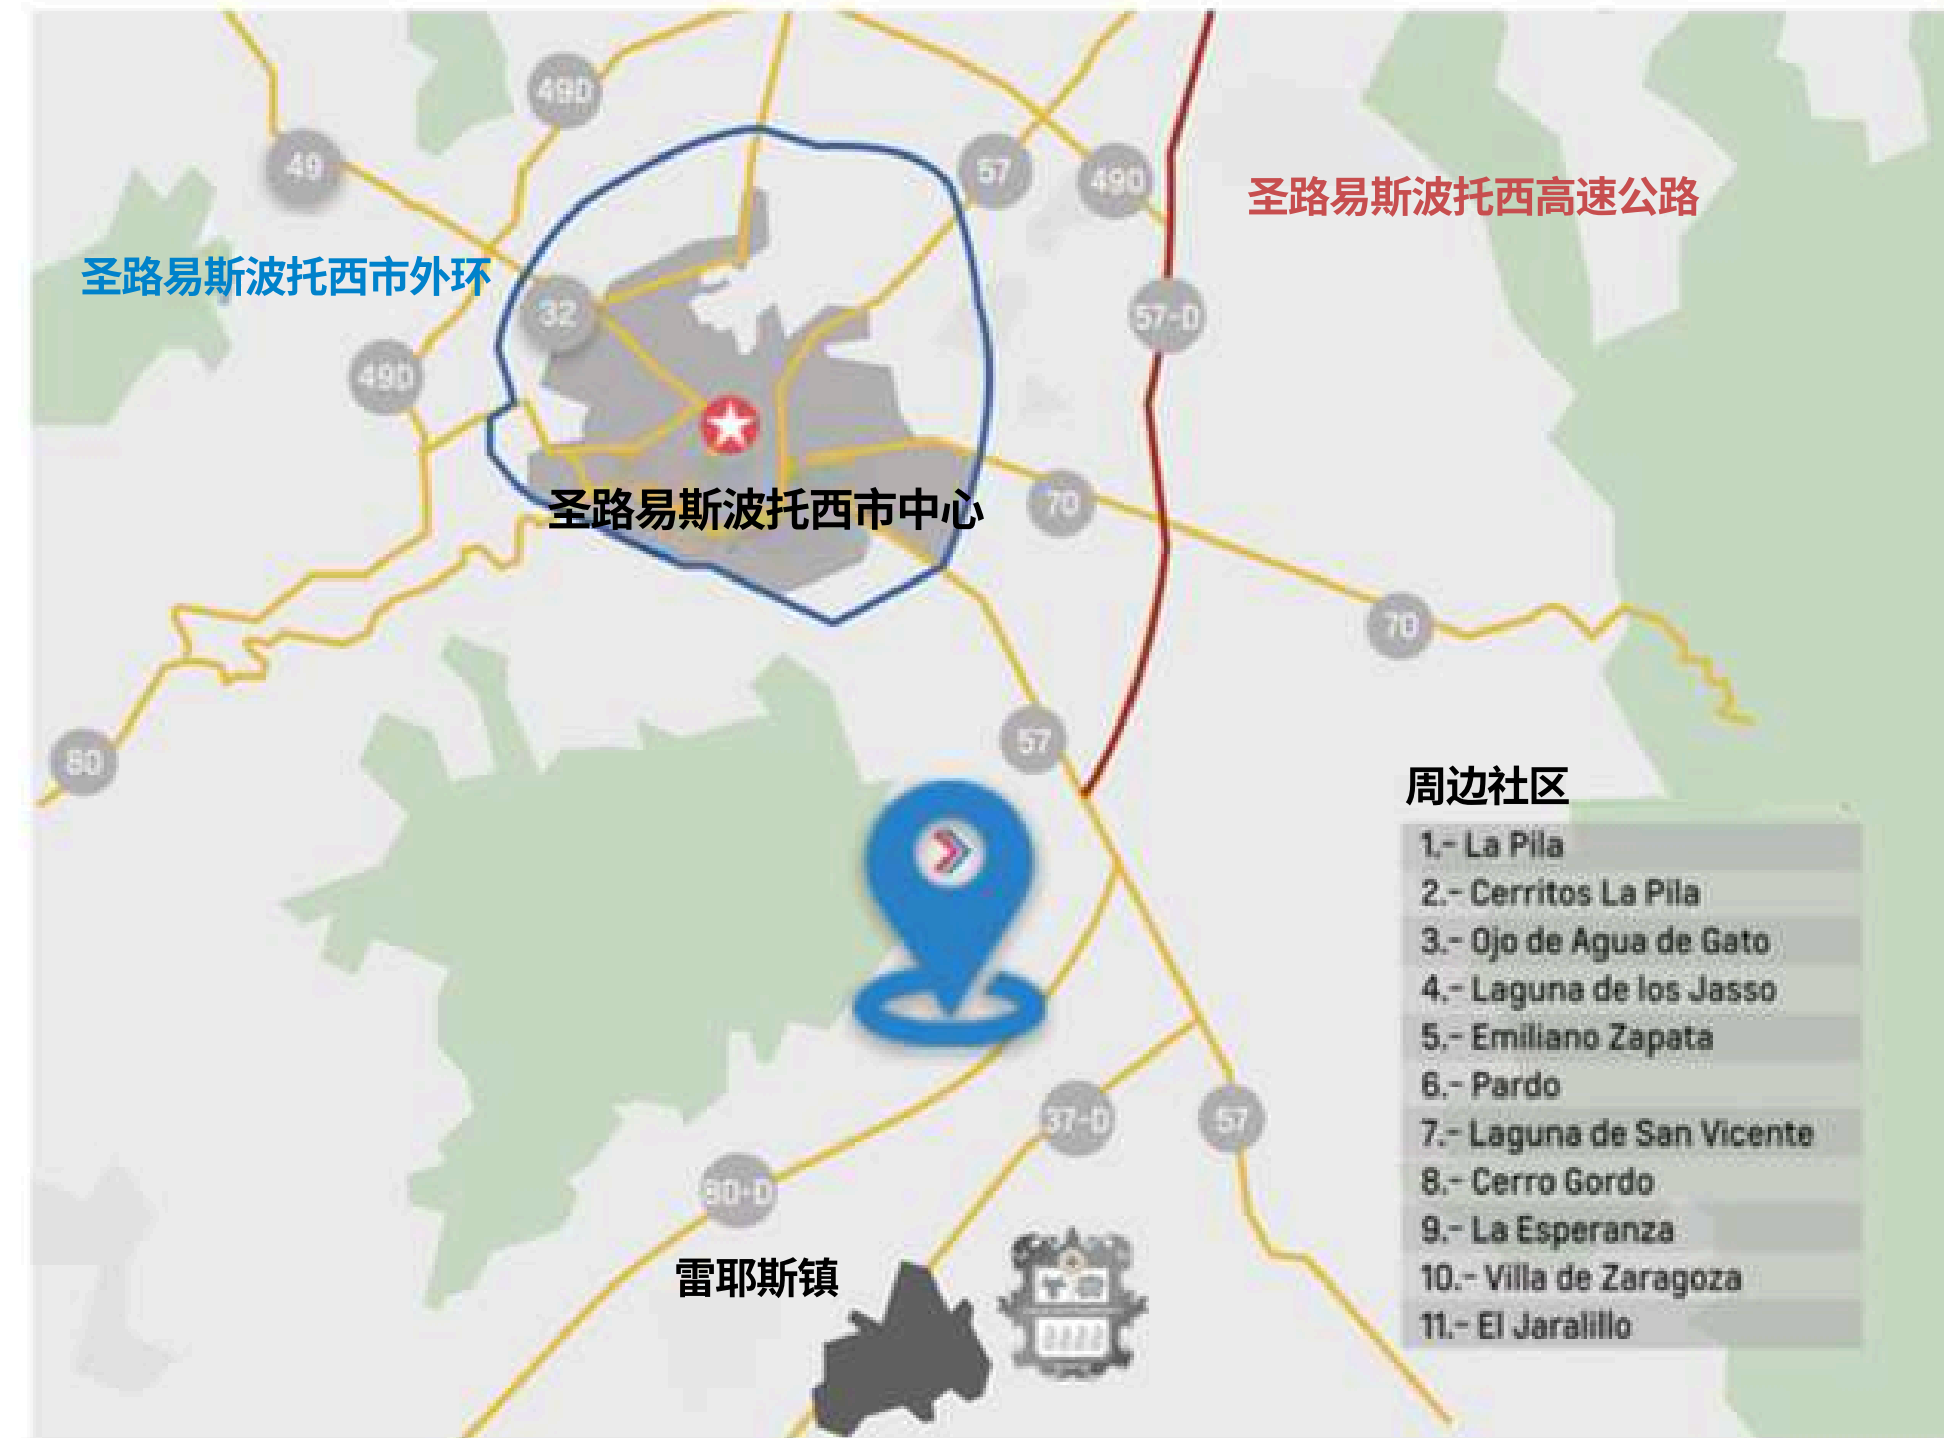 49D
49
57
49D
圣路易斯波托西高速公路
圣路易斯波托西市外环
32
57-D
49D
圣路易斯波托西市中心
70
70
57
80
周边社区
1.- La Pila
2.- Cerritos La Pila
3.- Ojo de Agua de Gato
4.- Laguna de los Jasso
5.- Emiliano Zapata
6.- Pardo
7.- Laguna de San Vicente
8.- Cerro Gordo
9.- La Esperanza
10.- Villa de Zaragoza
11.- El Jaralillo
37-D
57
80-D
雷耶斯镇